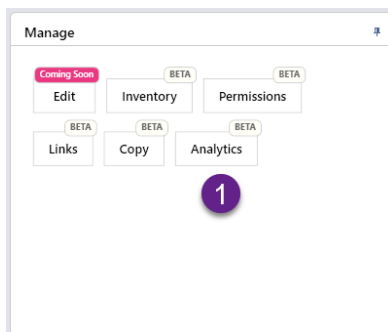 Manage
Coming Soon
BETA
BETA
Edit
Inventory
Permissions
BETA
BETA
BETA
Links
Copy
Analytics
1